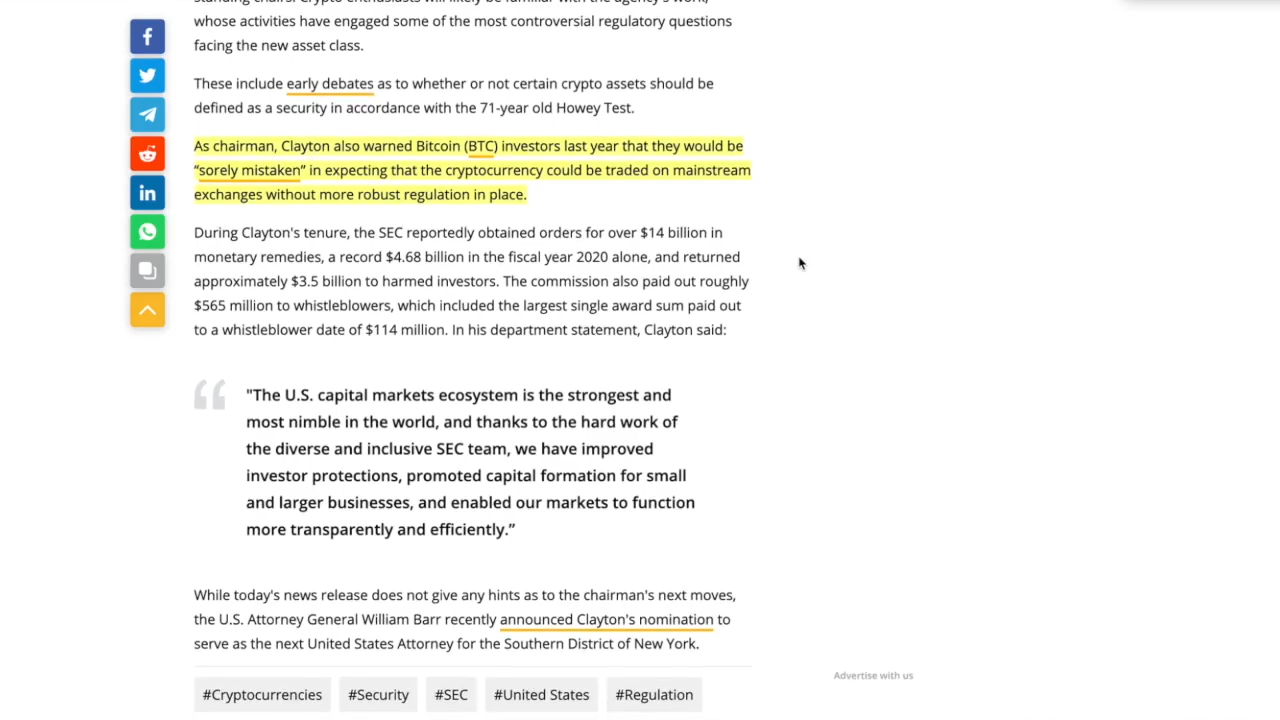 whose activities have engaged some of the most controversial regulatory questions
facing the new asset class.
These include early debates as to whether or not certain crypto assets should be
defined as a security in accordance with the 71-year old Howey Test.
As chairman, Clayton also warned Bitcoin (BTC) investors last year that they would be
“sorely mistaken” in expecting that the cryptocurrency could be traded on mainstream
exchanges without more robust regulation in place.
During Clayton's tenure, the SEC reportedly obtained orders for over $14 billion in
monetary remedies, a record $4.68 billion in the fiscal year 2020 alone, and returned
approximately $3.5 billion to harmed investors. The commission also paid out roughly
$565 million to whistleblowers, which included the largest single award sum paid out
to a whistleblower date of $114 million. In his department statement, Clayton said:
"The U.S. capital markets ecosystem is the strongest and
most nimble in the world, and thanks to the hard work of
the diverse and inclusive SEC team, we have improved
investor protections, promoted capital formation for small
and larger businesses, and enabled our markets to function
more transparently and efficiently.”
While today's news release does not give any hints as to the chairman's next moves,
the U.S. Attorney General William Barr recently announced Clayton's nomination to
serve as the next United States Attorney for the Southern District of New York.
Advertise with us
#Cryptocurrencies #Security #SEC #United States #Regulation